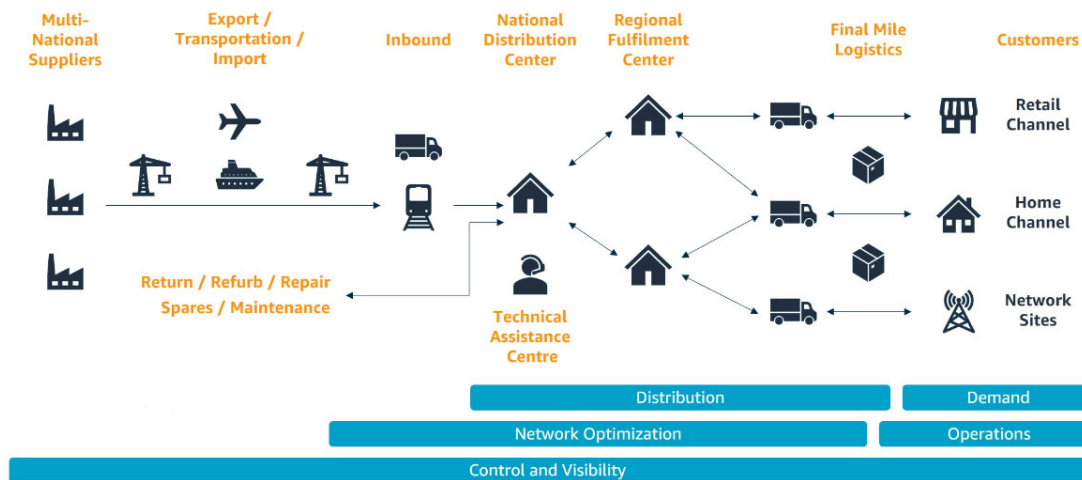 Multi-
National
Suppliers
Export /
Transportation /
Import
Inbound
National
Distribution
Center
Regional
Fulfilment
Center
Final Mile
Logistics
Customers
Retail
Channel
Home
Channel
Network
Sites
Return / Refurb / Repair
Spares / Maintenance
Technical
Assistance
Centre
Distribution
Demand
Network Optimization
Operations
Control and Visibility